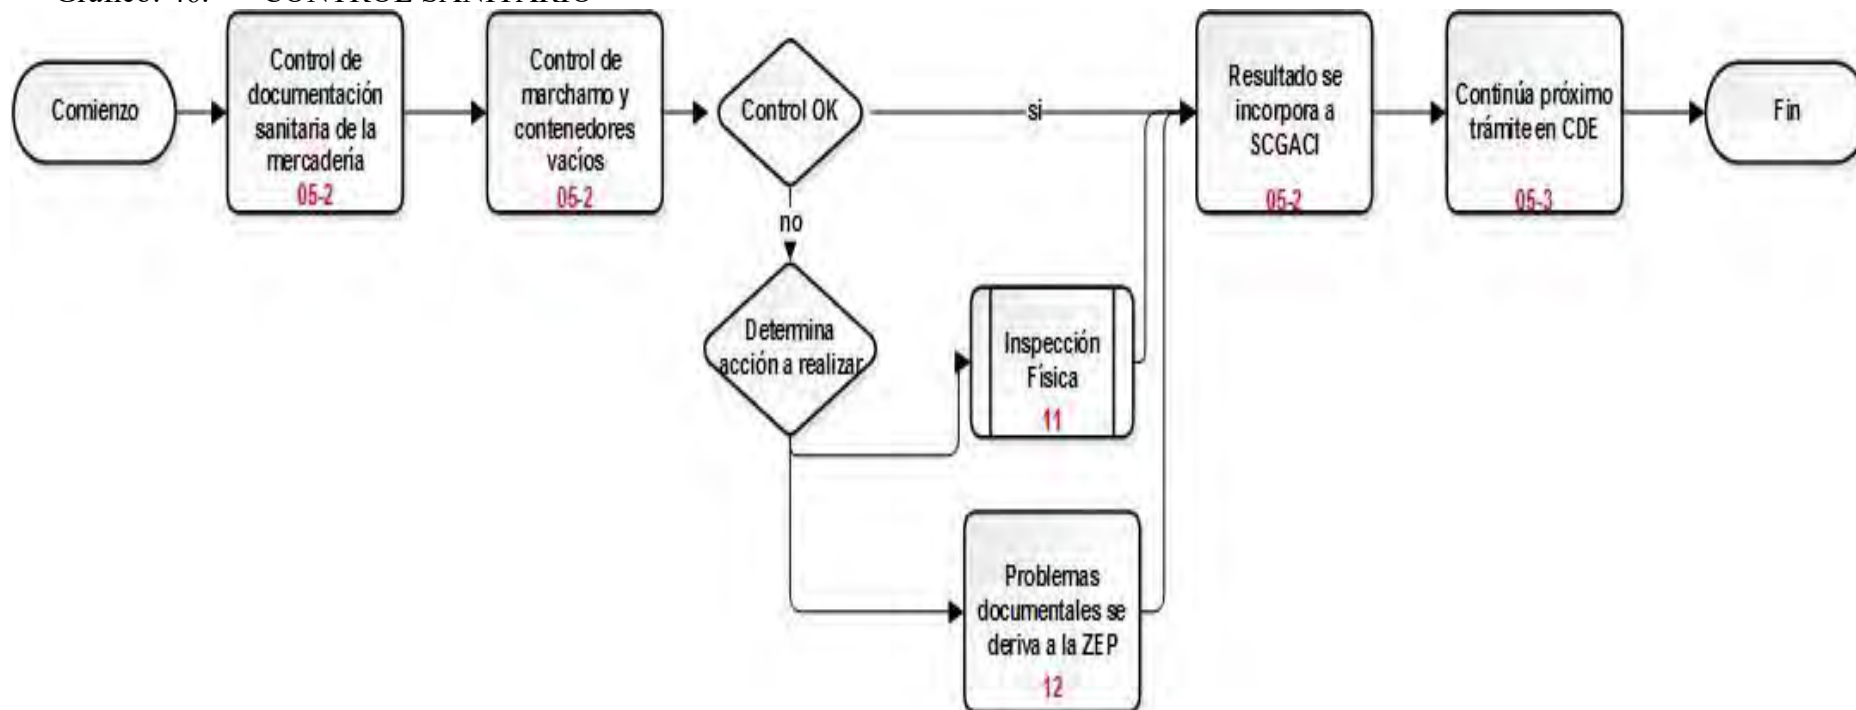 CONTROL SANITARIO
Comienzo
Control de
documentación
sanitaria de la
mercadería
05-2
Control de
marchamo y
contenedores
vacíos
05-2
Control OK
si
no
Determina
acción a realizar
Inspección
Física
11
Problemas
documentales se
deriva a la ZEP
12
Resultado se
incorpora a
SCGACI
05-2
Continúa próximo
trámite en CDE
05-3
Fin